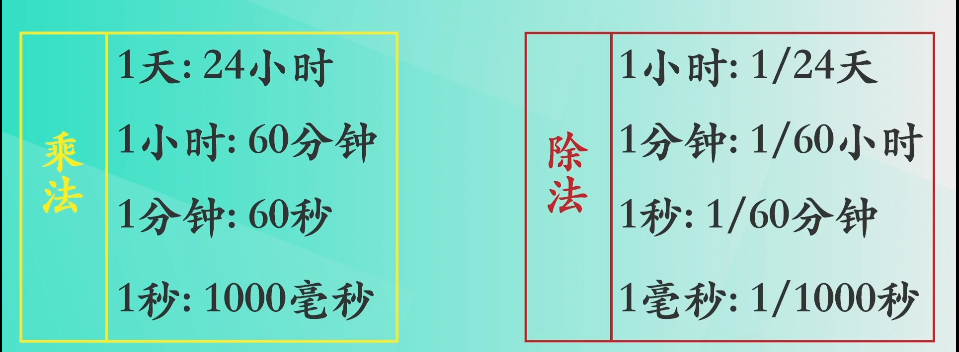 乘法
1天: 24小时
1小时: 60分钟
1分钟: 60秒
1秒: 1000毫秒
除法
1小时: 1/24天
1分钟: 1/60小时
1秒: 1/60分钟
1毫秒: 1/1000秒